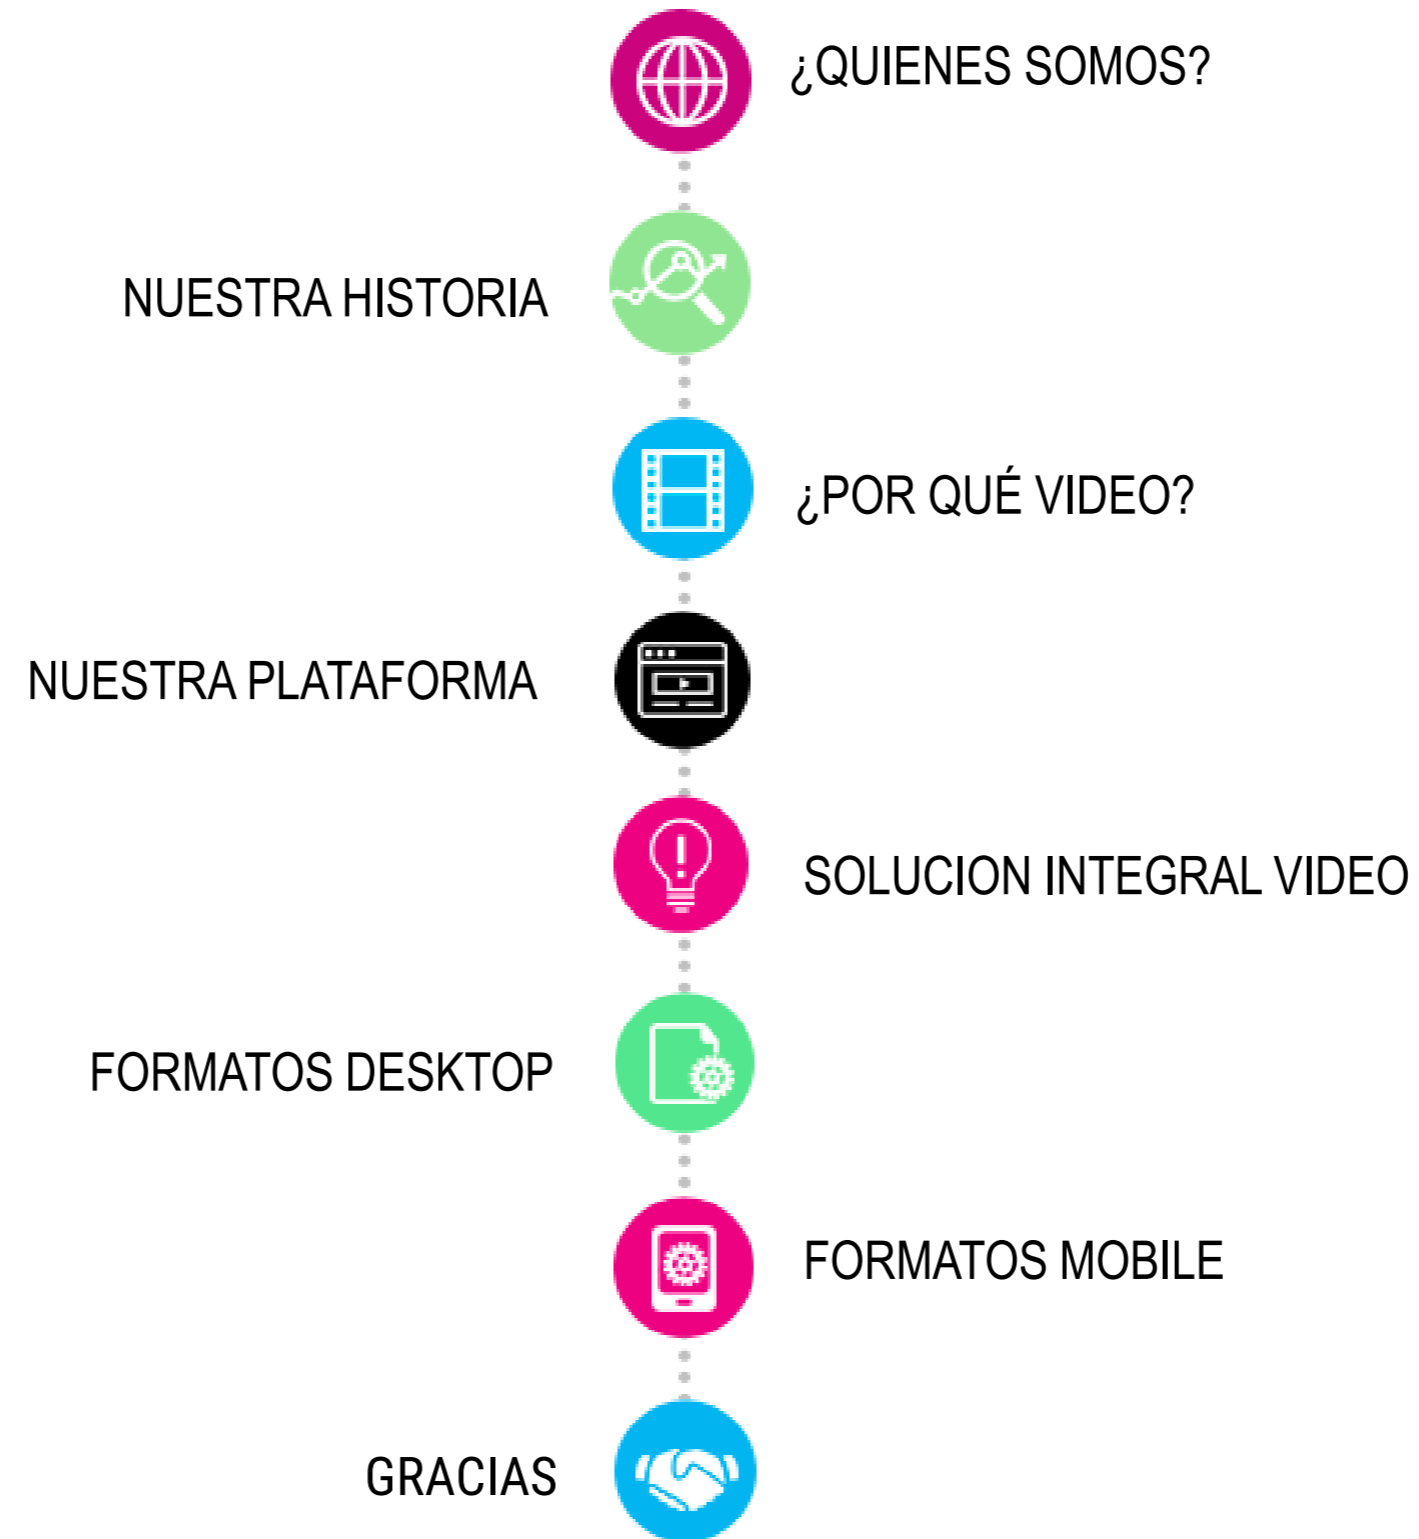 ¿QUIENES SOMOS?
NUESTRA HISTORIA
¿POR QUÉ VIDEO?
NUESTRA PLATAFORMA
SOLUCION INTEGRAL VIDEO
FORMATOS DESKTOP
FORMATOS MOBILE
GRACIAS